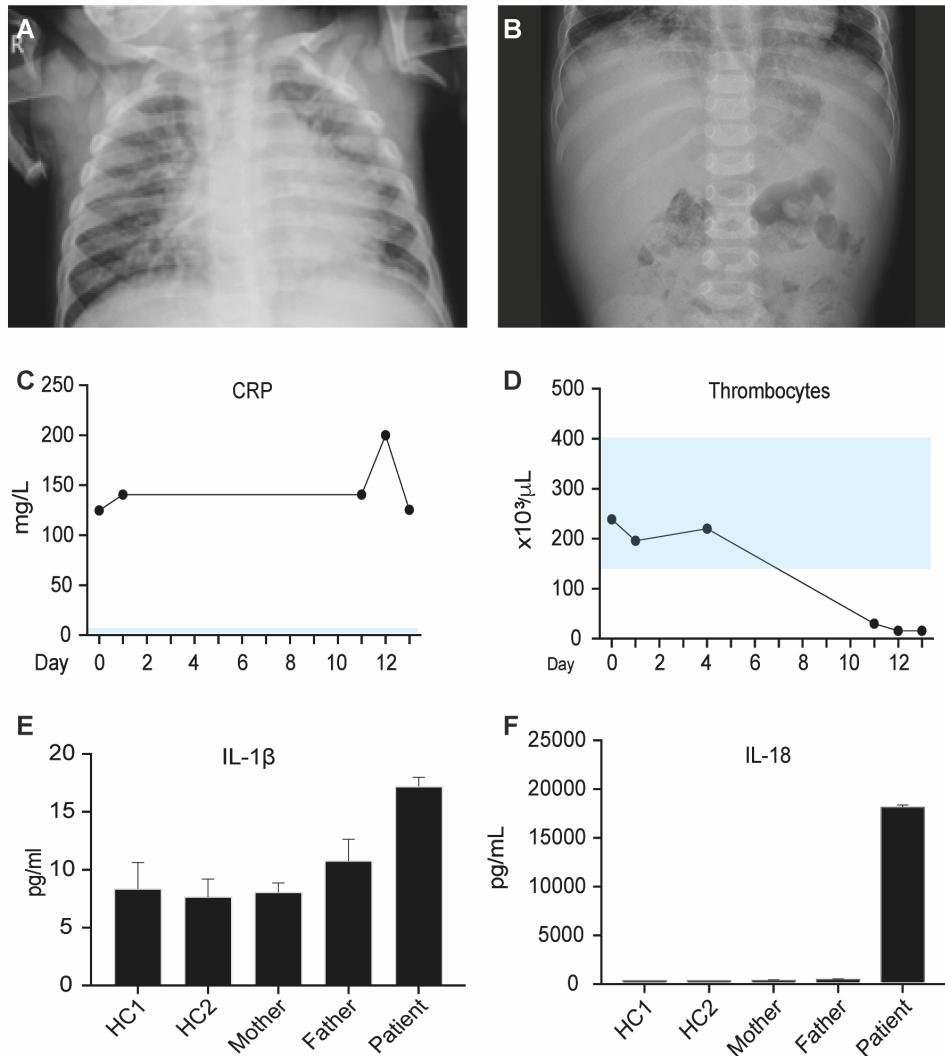 A
R
B
C
CRP
250
200
150
100
50
0
mg/L
Day 0 2 4 6 8 10 12
D
Thrombocytes
500
400
300
200
100
0
x10³/µL
Day 0 2 4 6 8 10 12
E
IL-1β
20
15
10
5
0
pg/ml
HC1 HC2 Mother Father Patient
F
IL-18
25000
20000
15000
10000
5000
0
pg/mL
HC1 HC2 Mother Father Patient